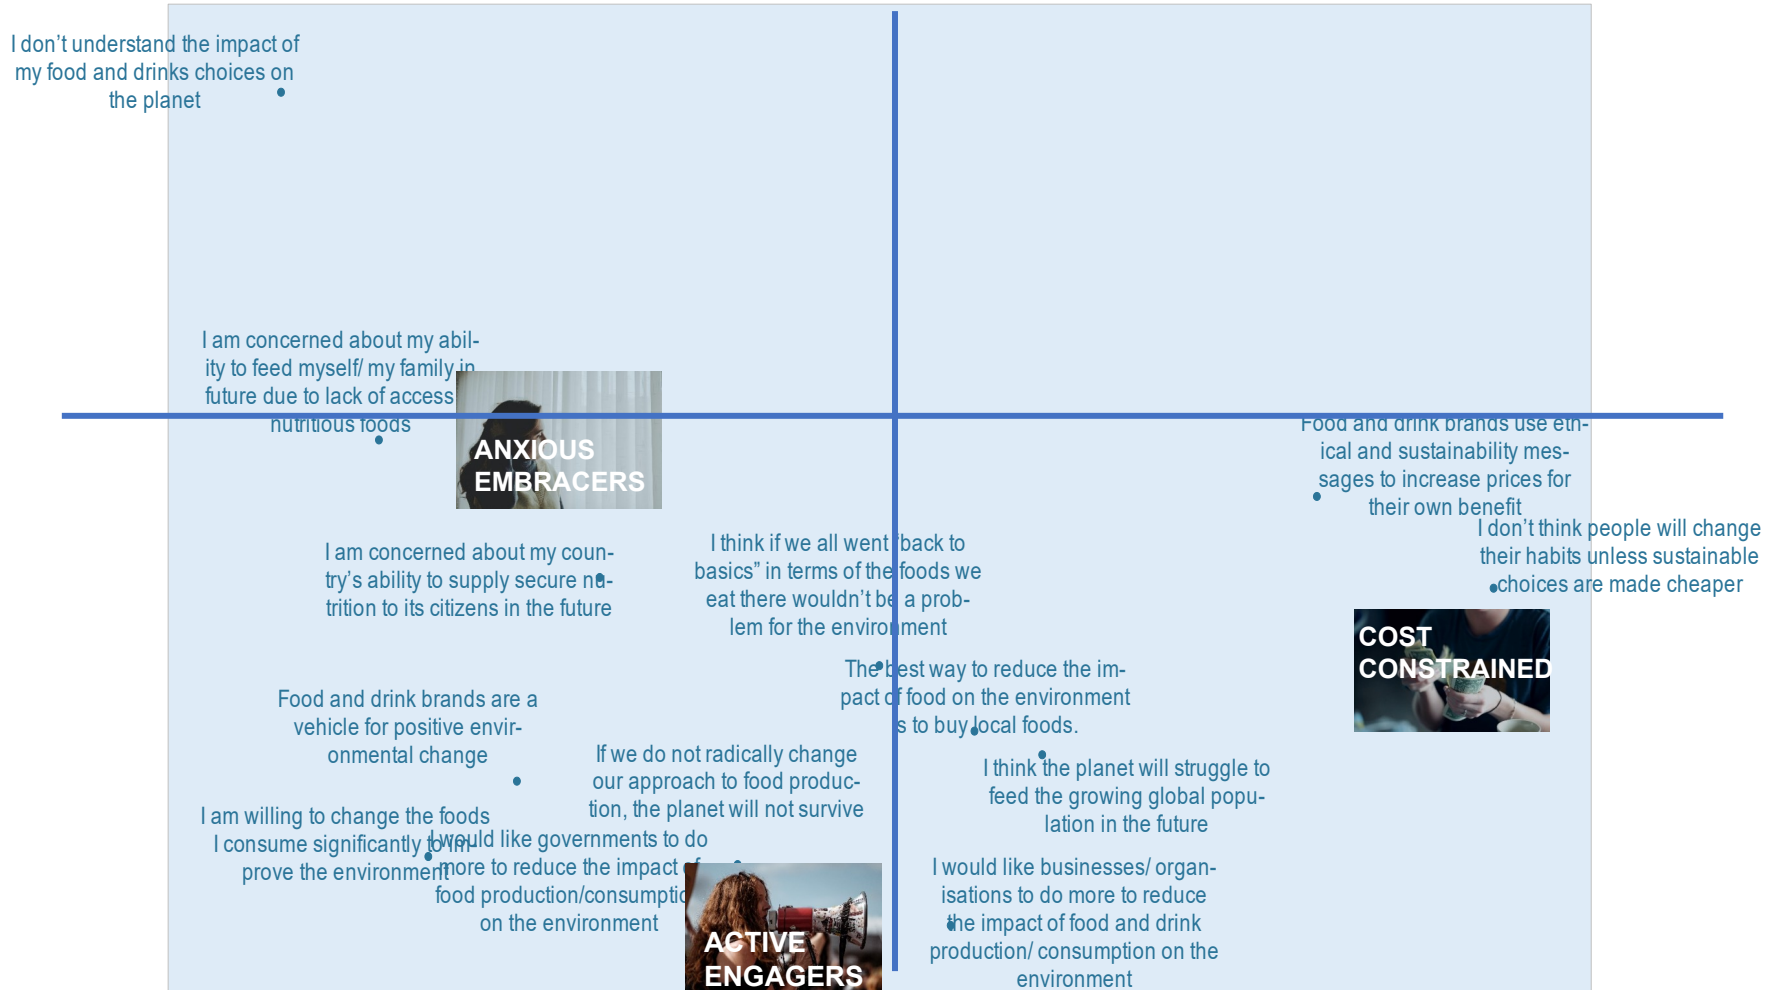 I don’t understand the impact of
my food and drinks choices on
the planet
I am concerned about my abil-
ity to feed myself/ my family in
future due to lack of access
nutritious foods
ANXIOUS
EMBRACERS
Food and drink brands use eth-
ical and sustainability mes-
sages to increase prices for
their own benefit
I don’t think people will change
their habits unless sustainable
choices are made cheaper
COST
CONSTRAINED
I am concerned about my coun-
try’s ability to supply secure nu-
trition to its citizens in the future
I think if we all went “back to
basics” in terms of the foods we
eat there wouldn’t be a prob-
lem for the environment
The best way to reduce the im-
pact of food on the environment
is to buy local foods.
Food and drink brands are a
vehicle for positive envir-
onmental change
If we do not radically change
our approach to food produc-
tion, the planet will not survive
I think the planet will struggle to
feed the growing global popu-
lation in the future
I am willing to change the foods
I consume significantly to im-
prove the environment
I would like governments to do
more to reduce the impact of
food production/consumption
on the environment
ACTIVE
ENGAGERS
I would like businesses/ organ-
isations to do more to reduce
the impact of food and drink
production/ consumption on the
environment